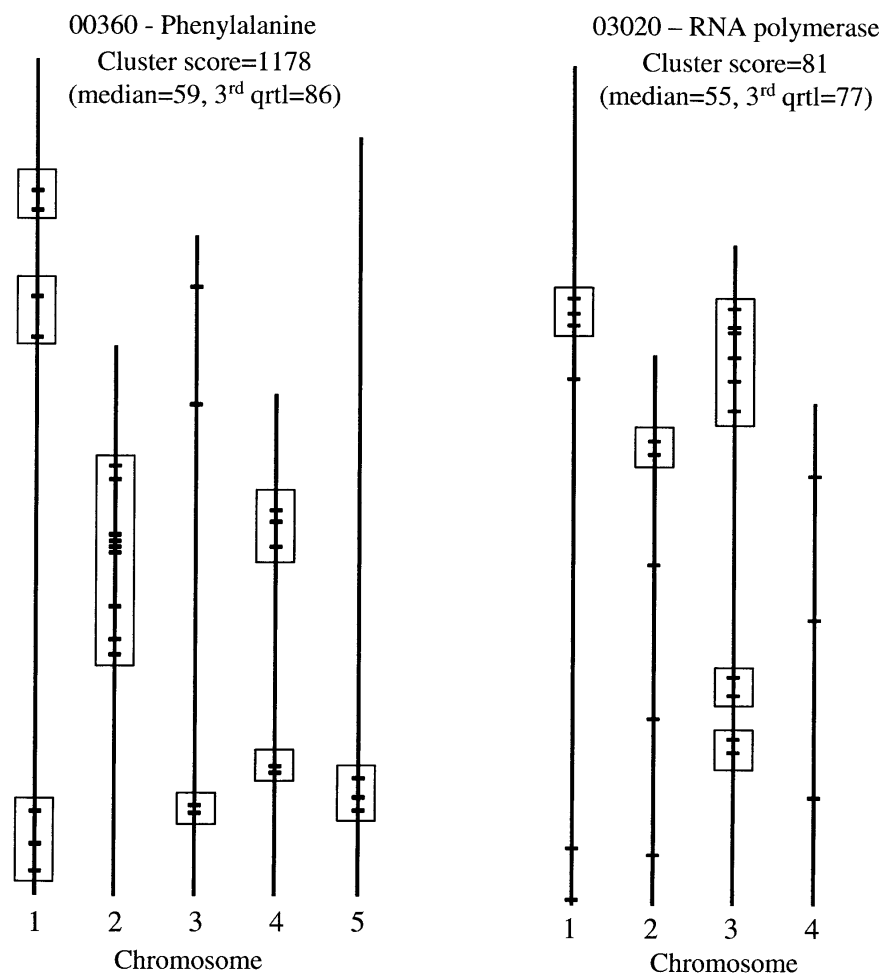 00360 - Phenylalanine
Cluster score=1178
(median=59, 3rd qrtl=86)
03020 – RNA polymerase
Cluster score=81
(median=55, 3rd qrtl=77)
1 2 3 4 5
Chromosome
1 2 3 4
Chromosome